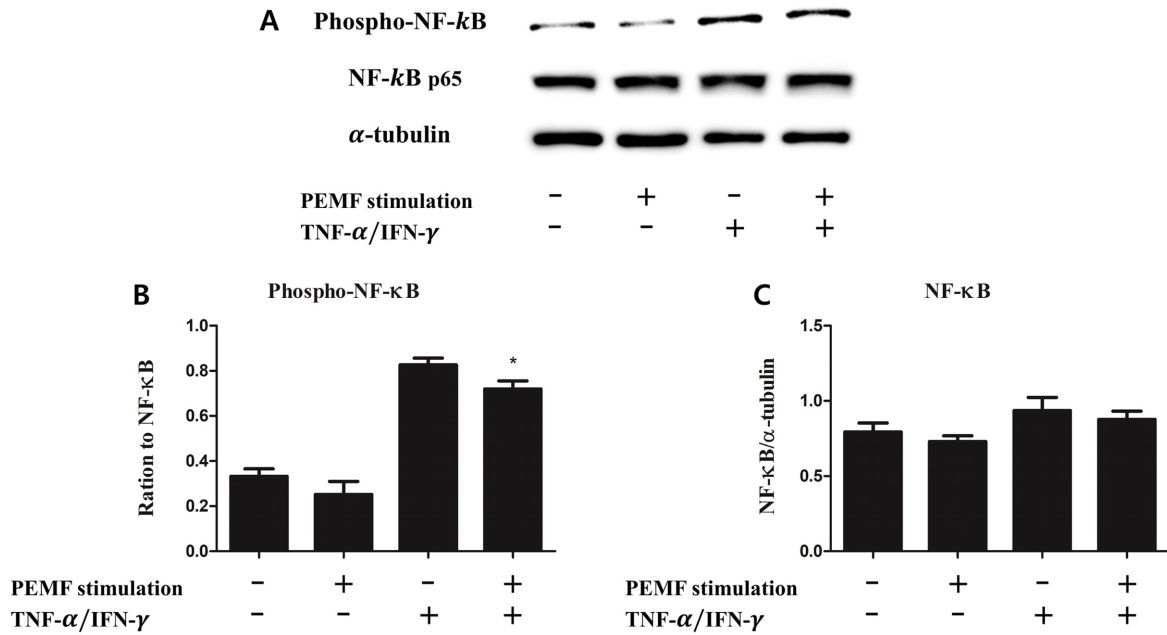 A
Phospho-NF-kB
NF-kB p65
α-tubulin
PEMF stimulation - + - +
TNF-α/IFN-γ - - + +
B
Phospho-NF-κB
Ration to NF-κB
1.0
0.8
0.6
0.4
0.2
0.0
*
PEMF stimulation - + - +
TNF-α/IFN-γ - - + +
C
NF-κB
NF-κB/α-tubulin
1.5
1.0
0.5
0.0
PEMF stimulation - + - +
TNF-α/IFN-γ - - + +